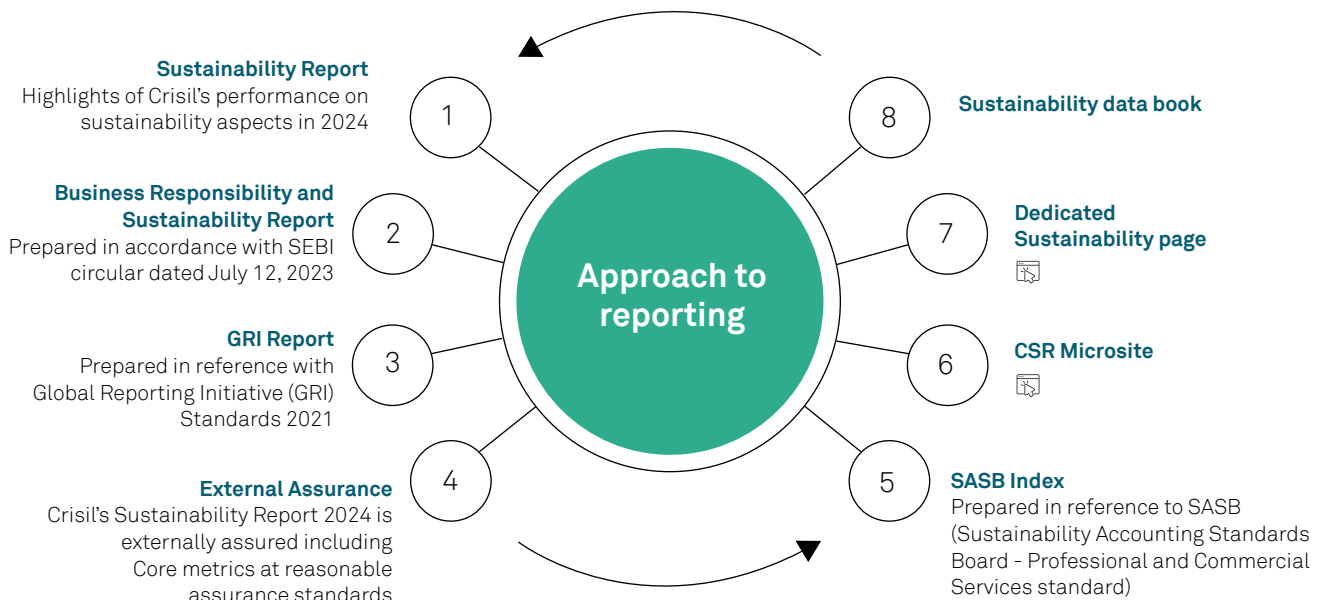 Sustainability Report
Highlights of Crisil's performance on
sustainability aspects in 2024
1
Business Responsibility and
Sustainability Report
Prepared in accordance with SEBI
circular dated July 12, 2023
2
GRI Report
Prepared in reference with
Global Reporting Initiative (GRI)
Standards 2021
3
External Assurance
Crisil's Sustainability Report 2024 is
externally assured including
Core metrics at reasonable
assurance standards
4
Approach to
reporting
8
Sustainability data book
7
Dedicated
Sustainability page
6
CSR Microsite
5
SASB Index
Prepared in reference to SASB
(Sustainability Accounting Standards
Board - Professional and Commercial
Services standard)